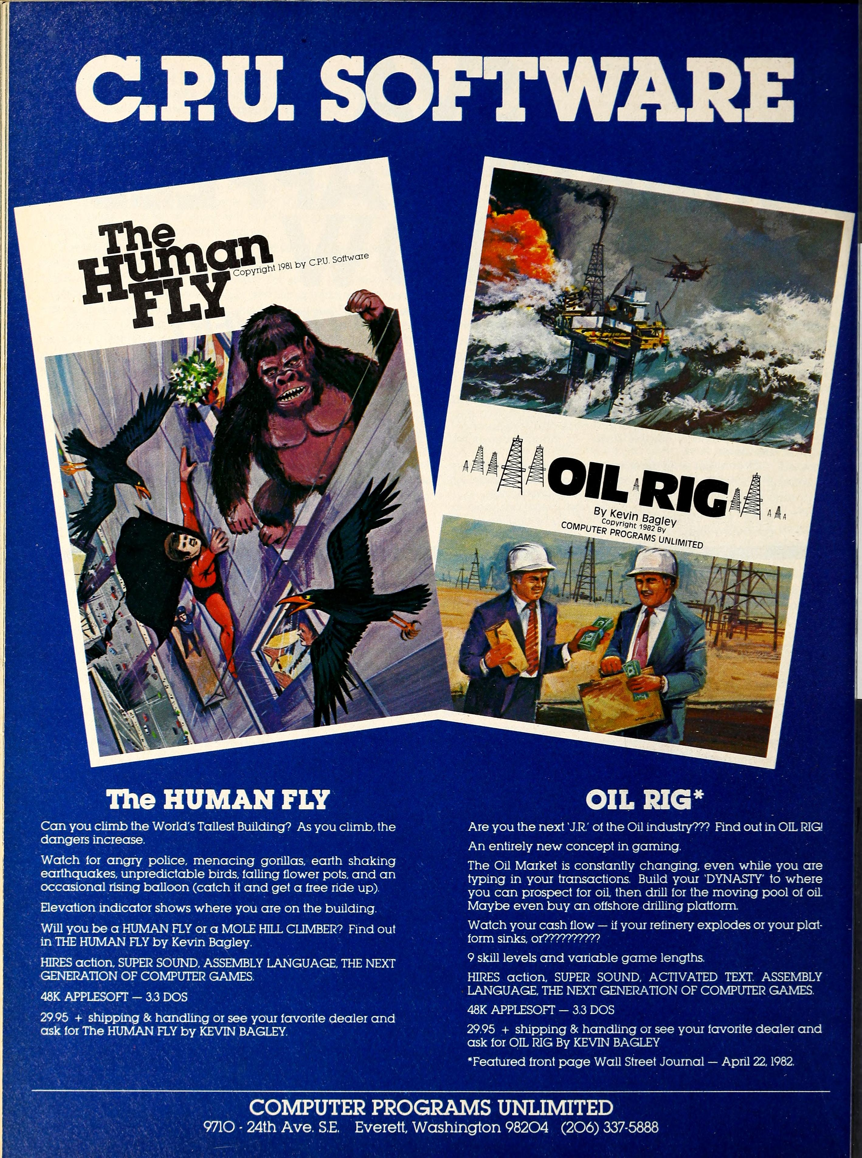 C.P.U. SOFTWARE
The
Human
FLY
Copyright 1981 by C.P.U. Software
OIL RIG
By Kevin Bagley
Copyright 1982 By
COMPUTER PROGRAMS UNLIMITED
The HUMAN FLY
Can you climb the World's Tallest Building? As you climb, the
dangers increase.
Watch for angry police, menacing gorillas, earth shaking
earthquakes, unpredictable birds, falling flower pots, and an
occasional rising balloon (catch it and get a free ride up).
Elevation indicator shows where you are on the building.
Will you be a HUMAN FLY or a MOLE HILL CLIMBER? Find out
in THE HUMAN FLY by Kevin Bagley.
HIRES action, SUPER SOUND, ASSEMBLY LANGUAGE, THE NEXT
GENERATION OF COMPUTER GAMES.
48K APPLESOFT — 3.3 DOS
29.95 + shipping & handling or see your favorite dealer and
ask for The HUMAN FLY by KEVIN BAGLEY.
OIL RIG*
Are you the next 'J.R.' of the Oil industry??? Find out in OIL RIG!
An entirely new concept in gaming.
The Oil Market is constantly changing, even while you are
typing in your transactions. Build your 'DYNASTY' to where
you can prospect for oil, then drill for the moving pool of oil.
Maybe even buy an offshore drilling platform.
Watch your cash flow — if your refinery explodes or your plat-
form sinks, or??????????
9 skill levels and variable game lengths.
HIRES action, SUPER SOUND, ACTIVATED TEXT. ASSEMBLY
LANGUAGE, THE NEXT GENERATION OF COMPUTER GAMES.
48K APPLESOFT — 3.3 DOS
29.95 + shipping & handling or see your favorite dealer and
ask for OIL RIG By KEVIN BAGLEY
*Featured front page Wall Street Journal — April 22, 1982.
COMPUTER PROGRAMS UNLIMITED
9710 - 24th Ave. S.E. Everett, Washington 98204 (206) 337-5888